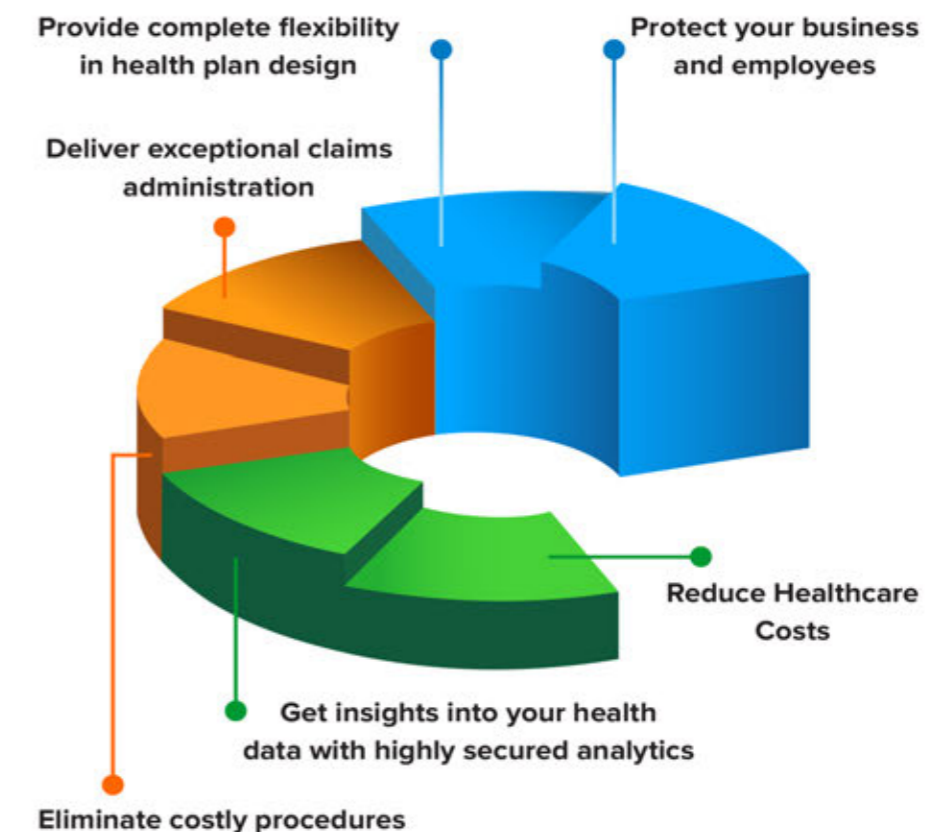 Provide complete flexibility
in health plan design
Protect your business
and employees
Deliver exceptional claims
administration
Reduce Healthcare
Costs
Get insights into your health
data with highly secured analytics
Eliminate costly procedures